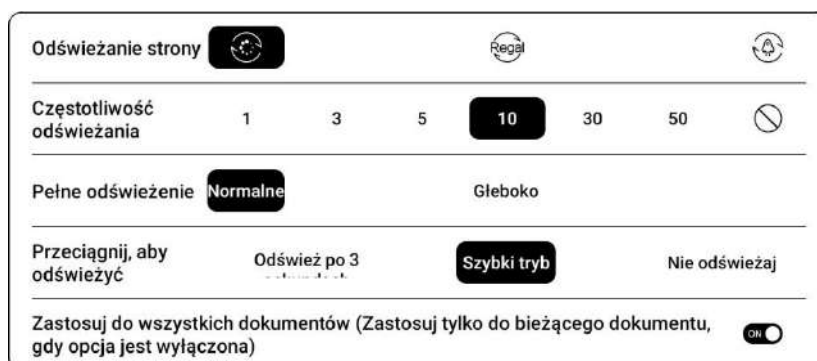 Odświeżanie strony Regal
Częstotliwość
odświeżania 1 3 5 10 30 50
Pełne odświeżenie Normalne Głeboko
Przeciągnij, aby
odświeżyć Odśwież po 3 Szybki tryb Nie odświeżaj
Zastosuj do wszystkich dokumentów (Zastosuj tylko do bieżącego dokumentu,
gdy opcja jest wyłączona) ON